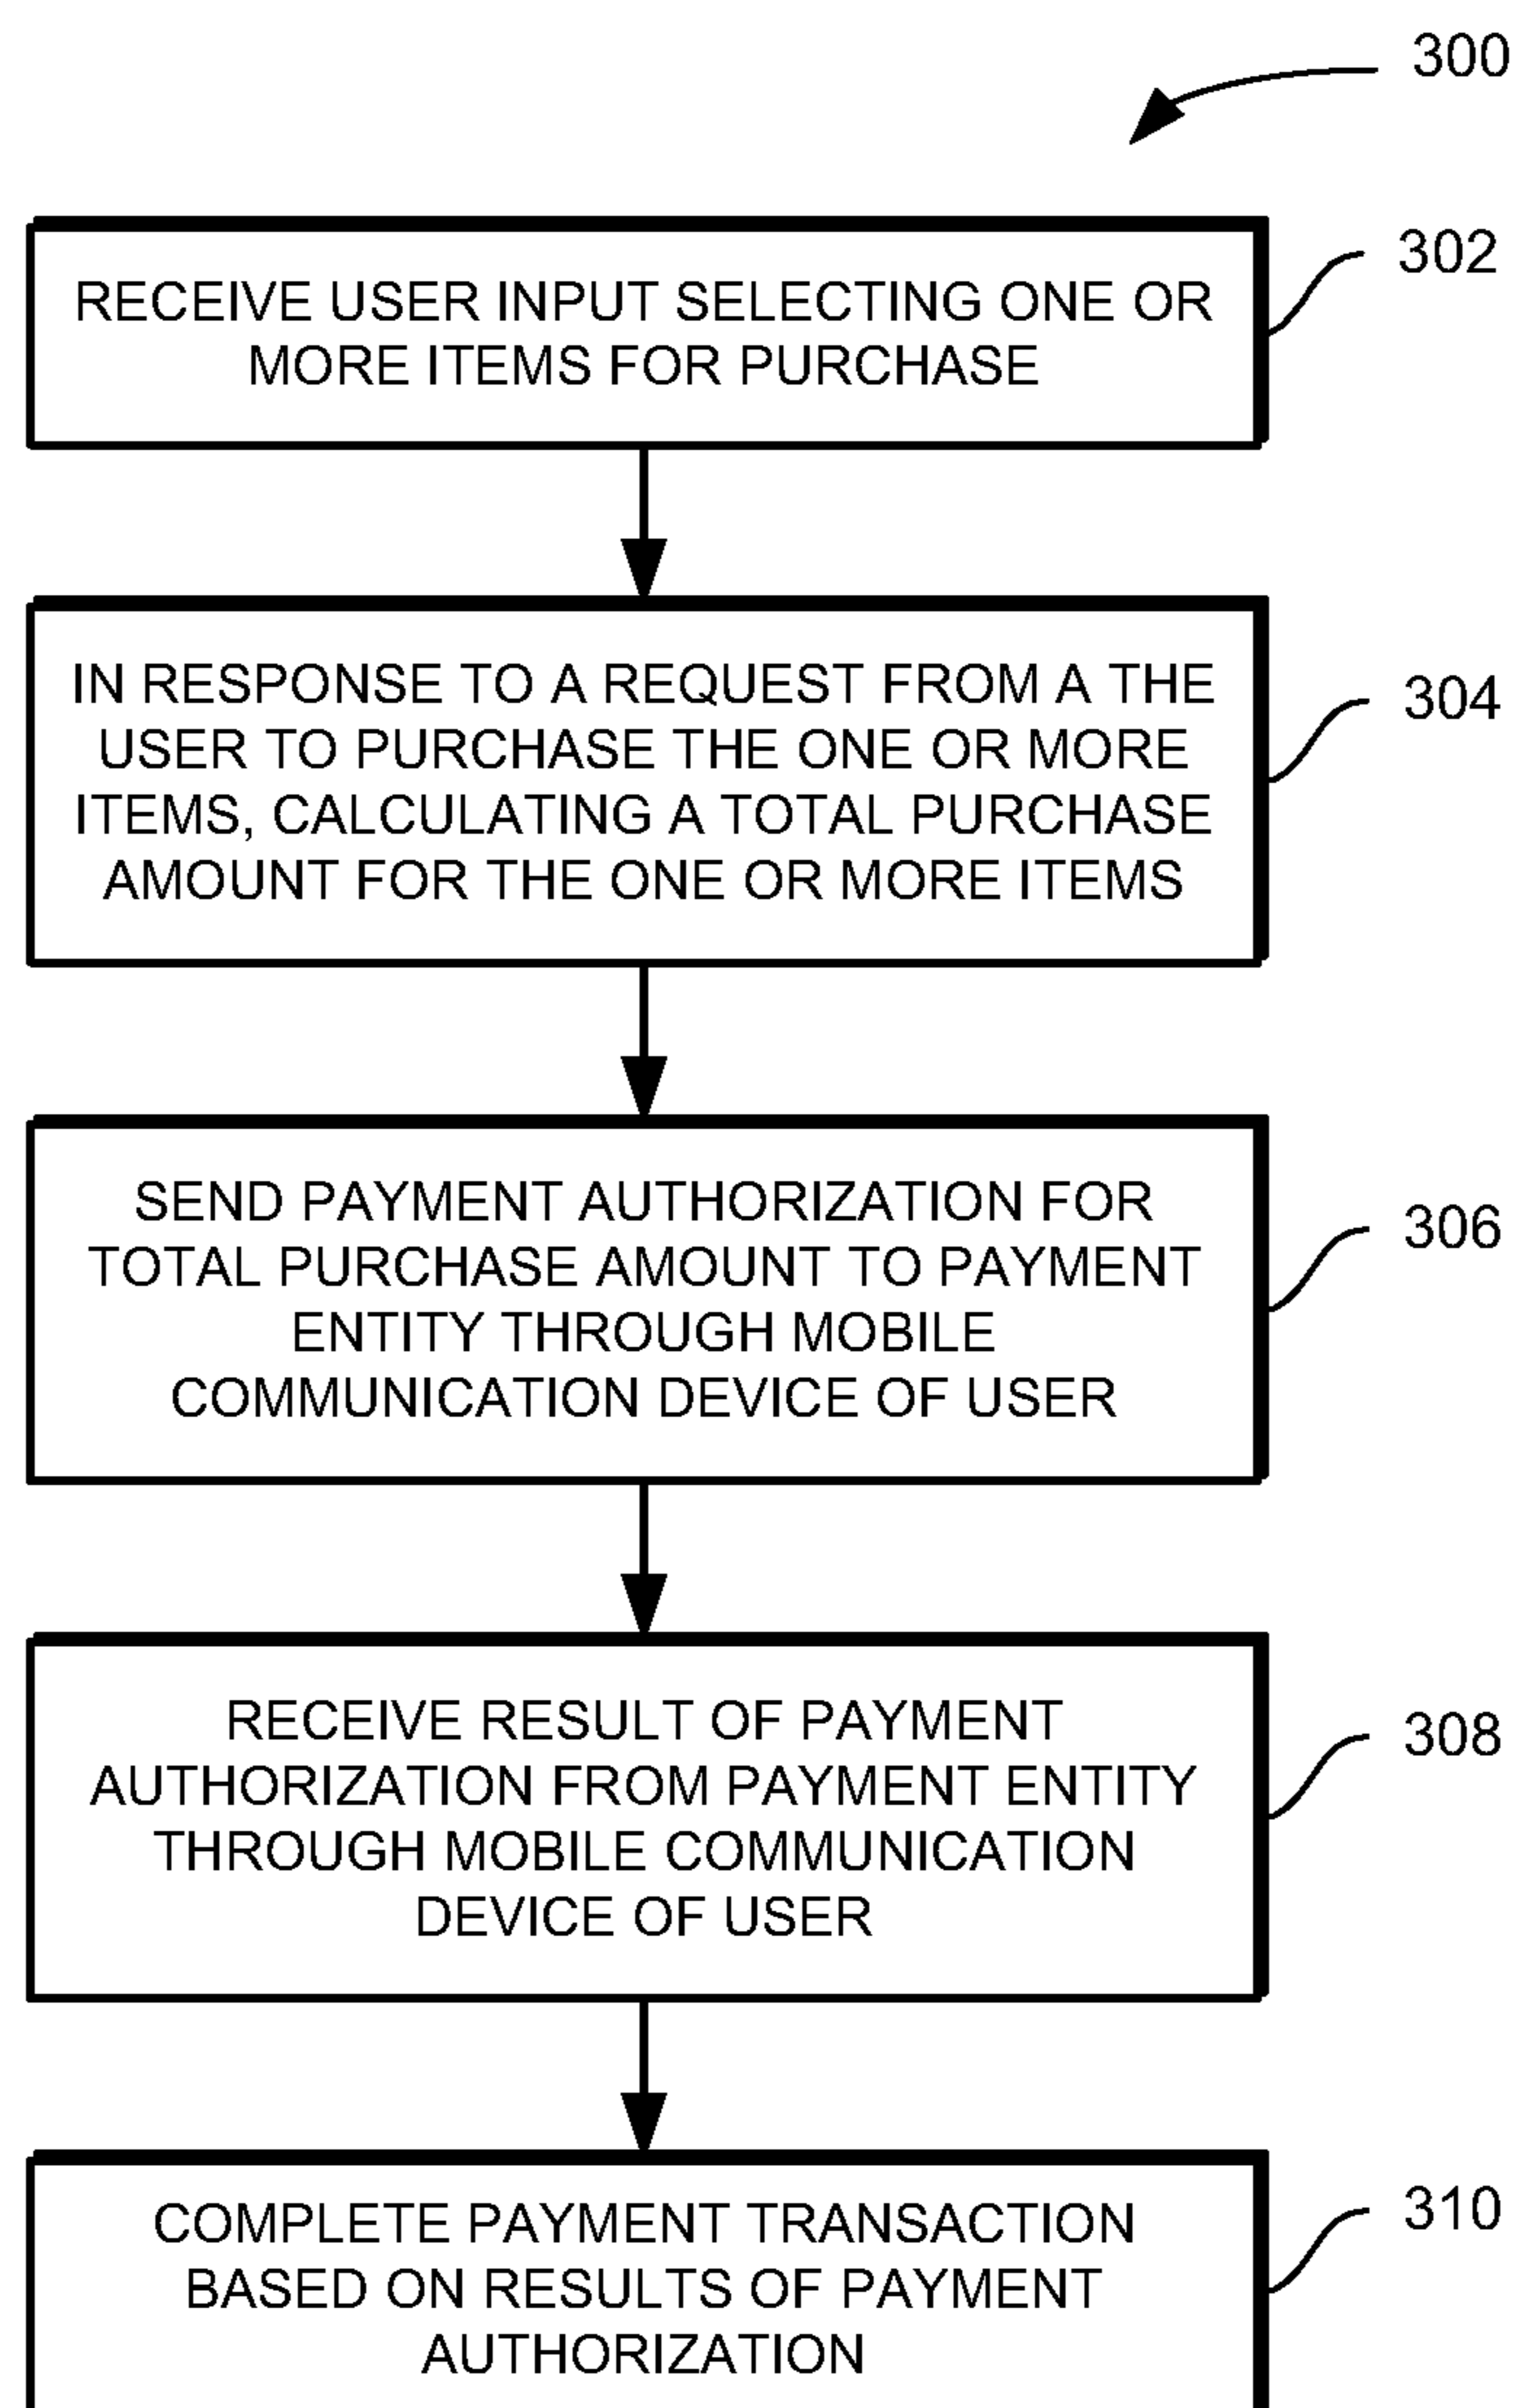 300
RECEIVE USER INPUT SELECTING ONE OR
MORE ITEMS FOR PURCHASE
302
IN RESPONSE TO A REQUEST FROM A THE
USER TO PURCHASE THE ONE OR MORE
ITEMS, CALCULATING A TOTAL PURCHASE
AMOUNT FOR THE ONE OR MORE ITEMS
304
SEND PAYMENT AUTHORIZATION FOR
TOTAL PURCHASE AMOUNT TO PAYMENT
ENTITY THROUGH MOBILE
COMMUNICATION DEVICE OF USER
306
RECEIVE RESULT OF PAYMENT
AUTHORIZATION FROM PAYMENT ENTITY
THROUGH MOBILE COMMUNICATION
DEVICE OF USER
308
COMPLETE PAYMENT TRANSACTION
BASED ON RESULTS OF PAYMENT
AUTHORIZATION
310